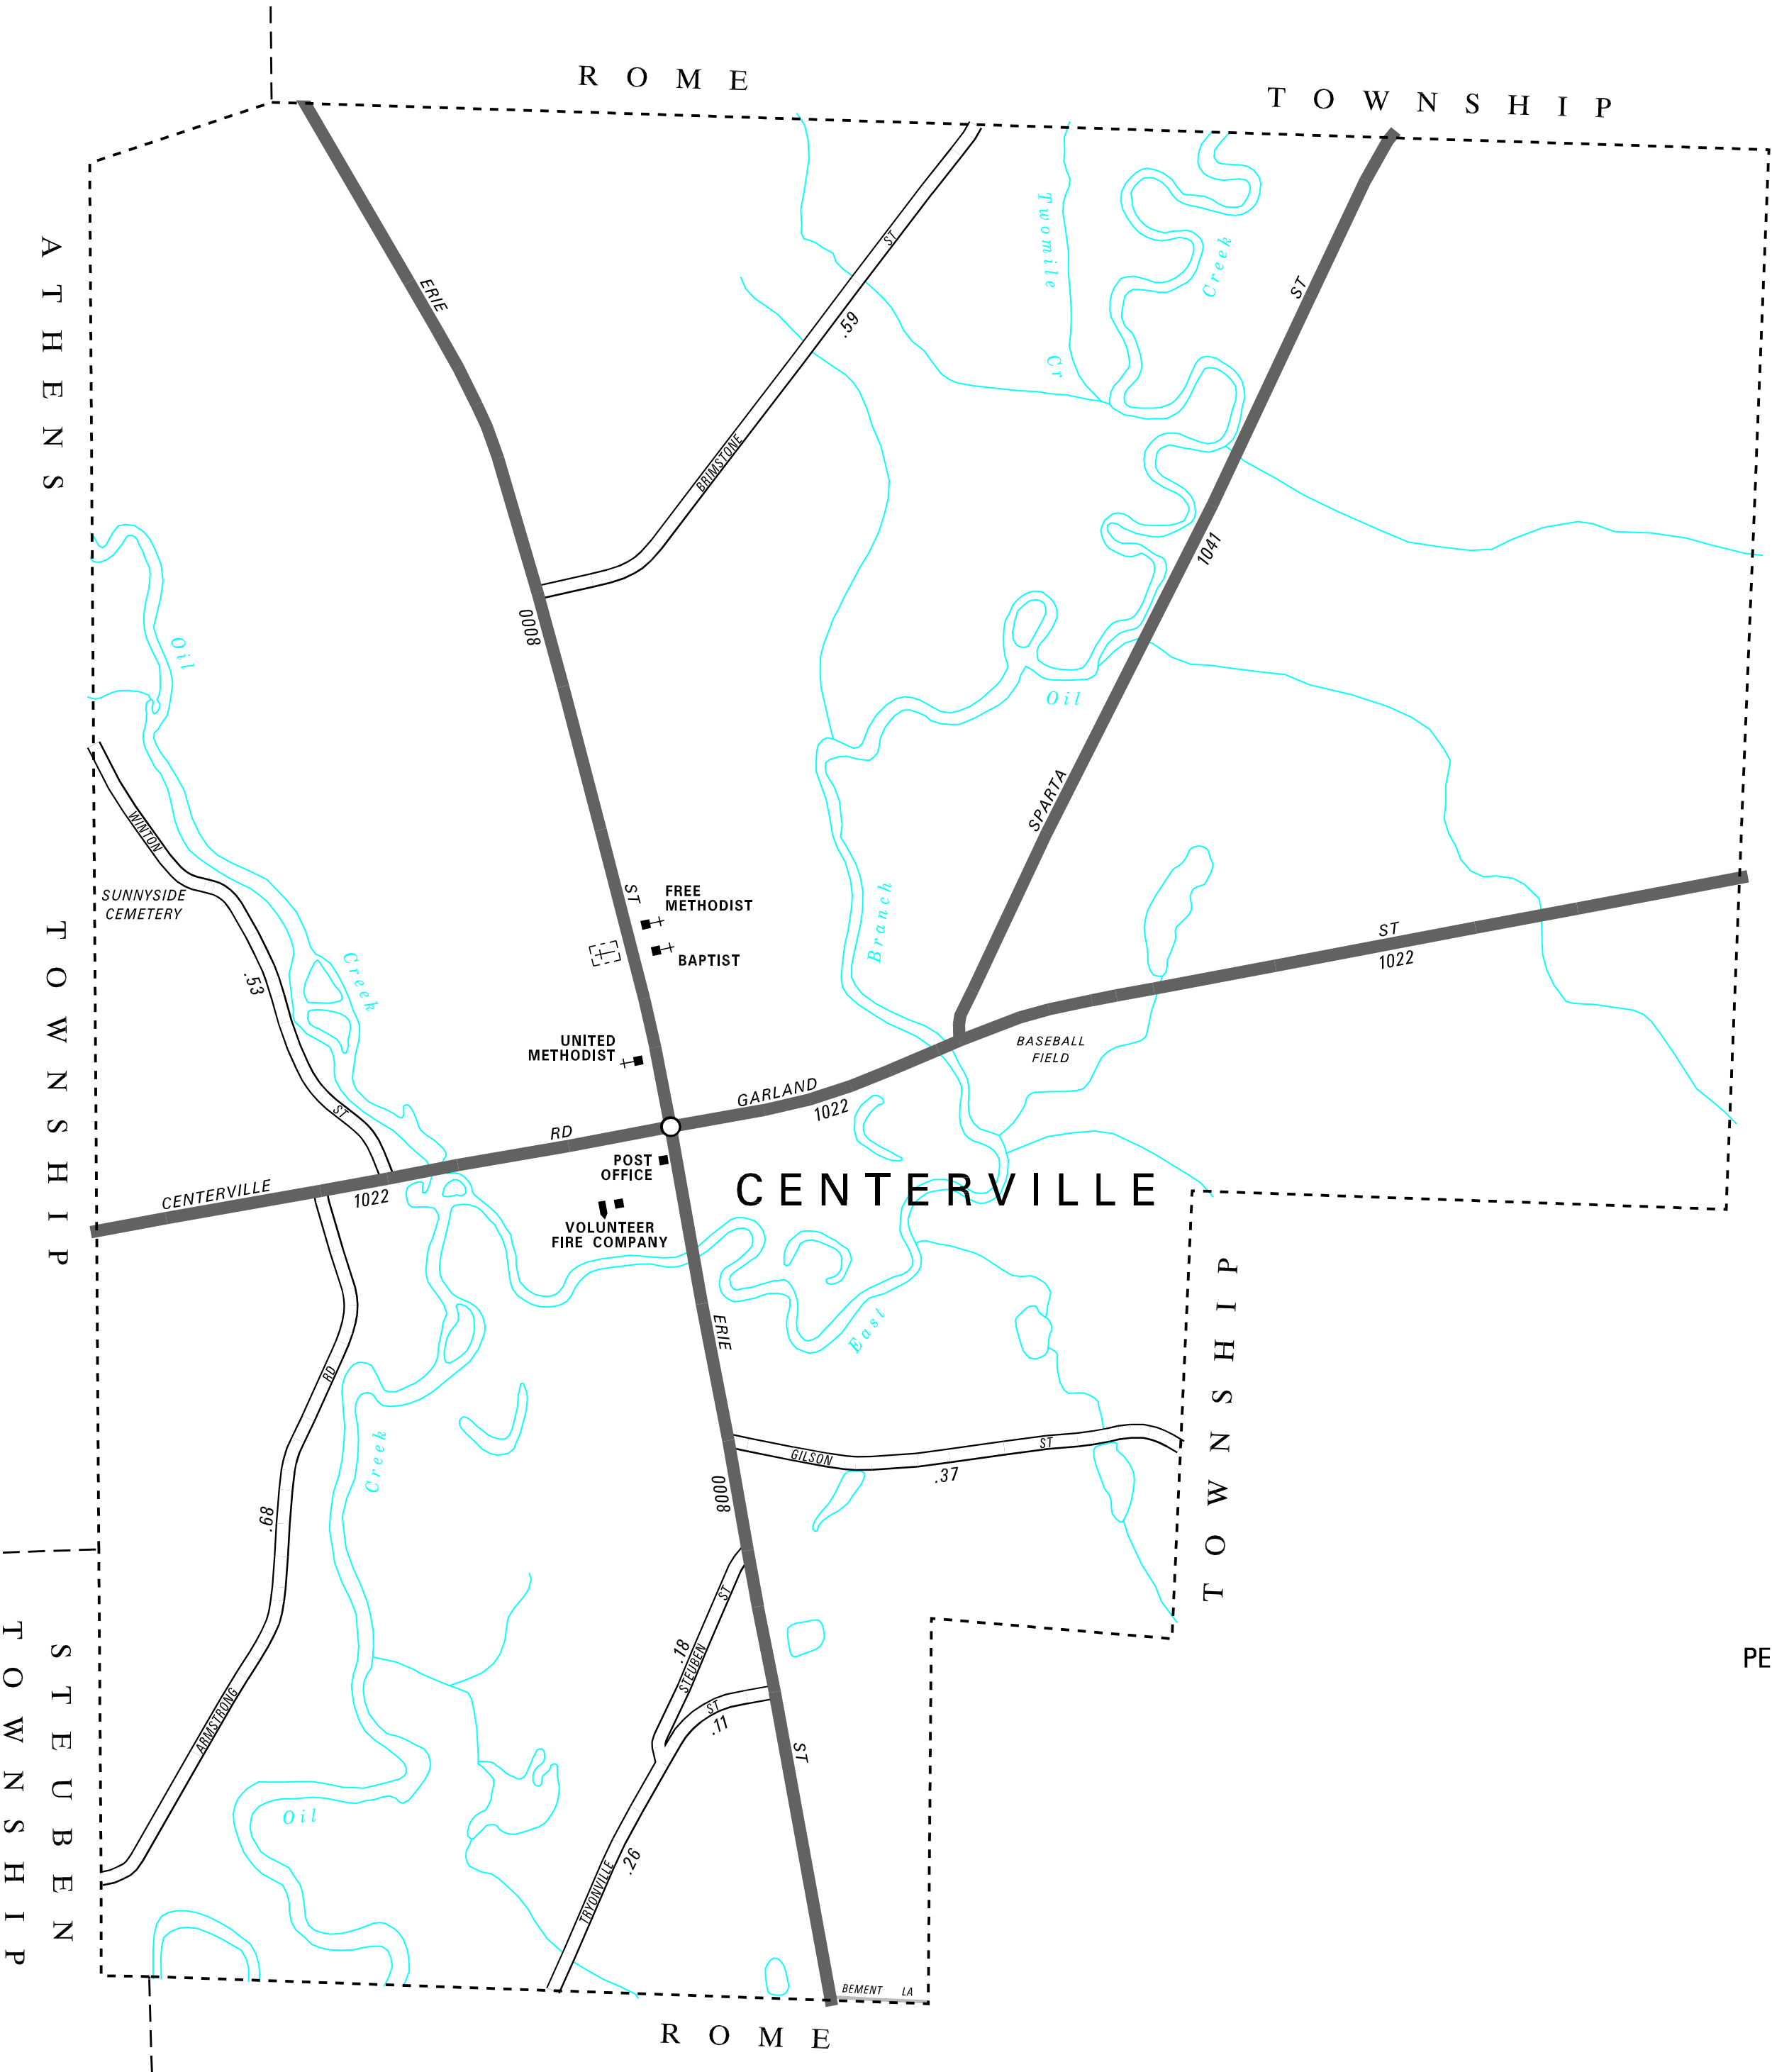 ROME
TOWNSHIP
ATHENS
TOWNSHIP
ERIE
ST
BRIMSTONE
.59
Twomile
Cr
Creek
ST
1041
SPARTA
0008
Oil
Oil
WINTON
SUNNYSIDE
CEMETERY
.53
Creek
ST
ST
FREE
METHODIST
BAPTIST
Branch
ST
1022
UNITED
METHODIST
BASEBALL
FIELD
GARLAND
1022
RD
CENTERVILLE
1022
POST
OFFICE
VOLUNTEER
FIRE COMPANY
CENTERVILLE
East
ERIE
TOWNSHIP
RD
Creek
GILSON
ST
.37
0008
.68
ST
.18
STEUBEN
ST
.11
ST
ARMSTRONG
PE
STEUBEN
TOWNSHIP
Oil
TRYONVILLE
.26
BEMENT LA
ROME